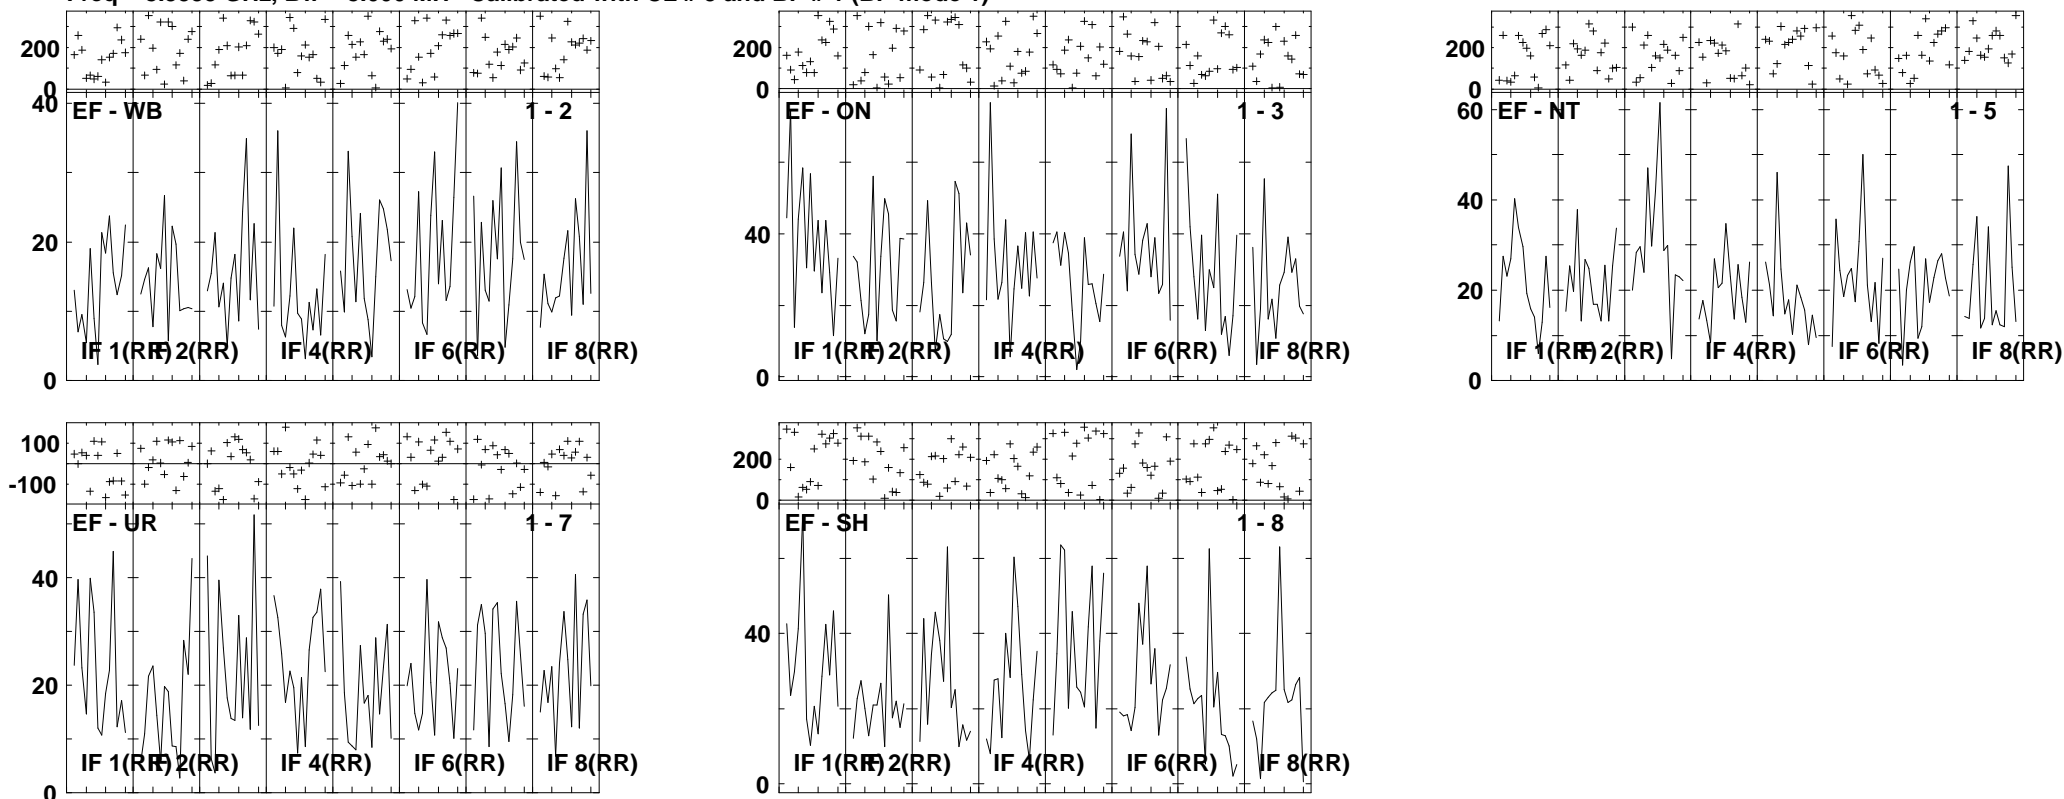 200
0
40
20
0
EF - WB
1 - 2
IF 1(RR)
IF 2(RR)
IF 4(RR)
IF 6(RR)
IF 8(RR)
200
0
40
0
EF - ON
1 - 3
IF 1(RR)
IF 2(RR)
IF 4(RR)
IF 6(RR)
IF 8(RR)
200
0
60
40
20
0
EF - NT
1 - 5
IF 1(RR)
IF 2(RR)
IF 4(RR)
IF 6(RR)
IF 8(RR)
100
-100
40
20
0
EF - UR
1 - 7
IF 1(RR)
IF 2(RR)
IF 4(RR)
IF 6(RR)
IF 8(RR)
200
0
40
0
EF - SH
1 - 8
IF 1(RR)
IF 2(RR)
IF 4(RR)
IF 6(RR)
IF 8(RR)